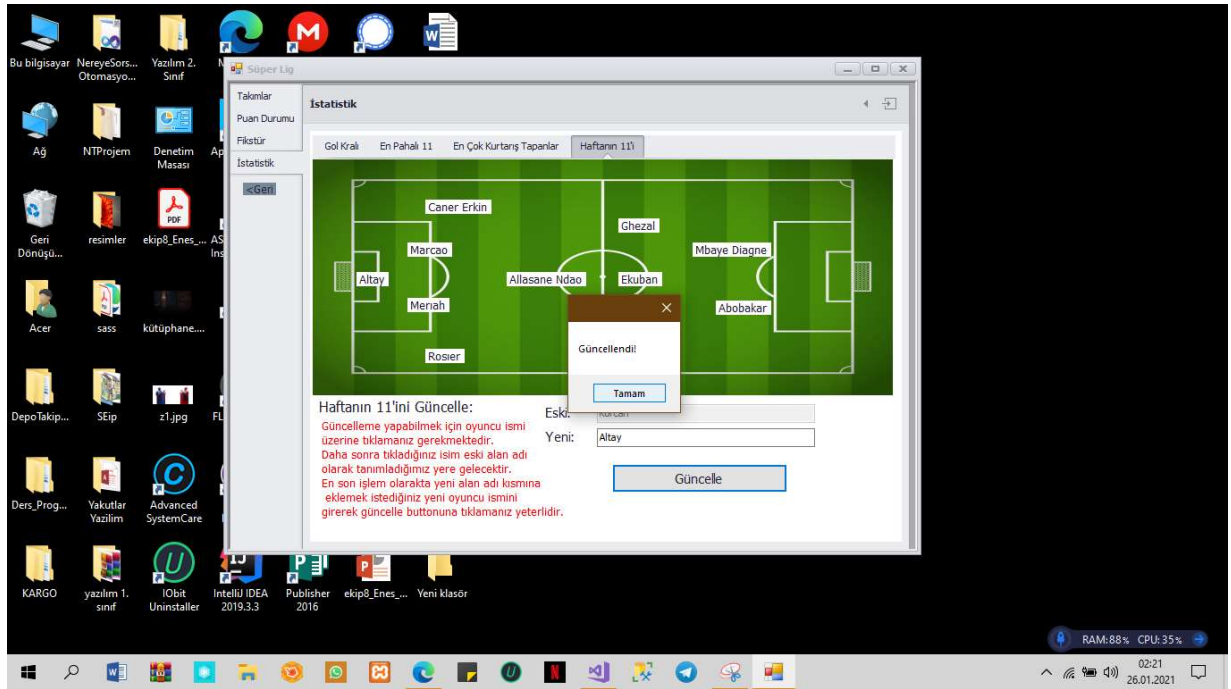 Bu bilgisayar
NereyeSors...
Otomasyo...
Yazılım 2.
Sınıf
Ağ
NTProjem
Denetim
Masası
Geri
Dönüşü...
resimler
ekip8_Enes_...
PDF
Acer
sass
kütüphane....
DepoTakip...
SEip
z1.jpg
Ders_Prog...
Yakutlar
Yazilim
Advanced
SystemCare
KARGO
yazılım 1.
sınıf
IObit
Uninstaller
IntelliJ IDEA
2019.3.3
Publisher
2016
ekip8_Enes_...
Yeni klasör
Süper Lig
Takımlar
Puan Durumu
Fikstür
İstatistik
<Geri
İstatistik
Gol Kralı
En Pahalı 11
En Çok Kurtarış Tapanlar
Haftanın 11'i
Caner Erkin
Ghezal
Marcao
Mbaye Diagne
Altay
Allasane Ndao
Ekuban
Merıah
Abobakar
Rosıer
Güncellendi!
Tamam
Haftanın 11'ini Güncelle:
Güncelleme yapabilmek için oyuncu ismi
üzerine tıklamanız gerekmektedir.
Daha sonra tıkladığınız isim eski alan adı
olarak tanımladığımız yere gelecektir.
En son işlem olarakta yeni alan adı kısmına
eklemek istediğiniz yeni oyuncu ismini
girerek güncelle buttonuna tıklamanız yeterlidir.
Eski:
Yeni:
Altay
Güncelle
RAM:88% CPU:35%
02:21
26.01.2021